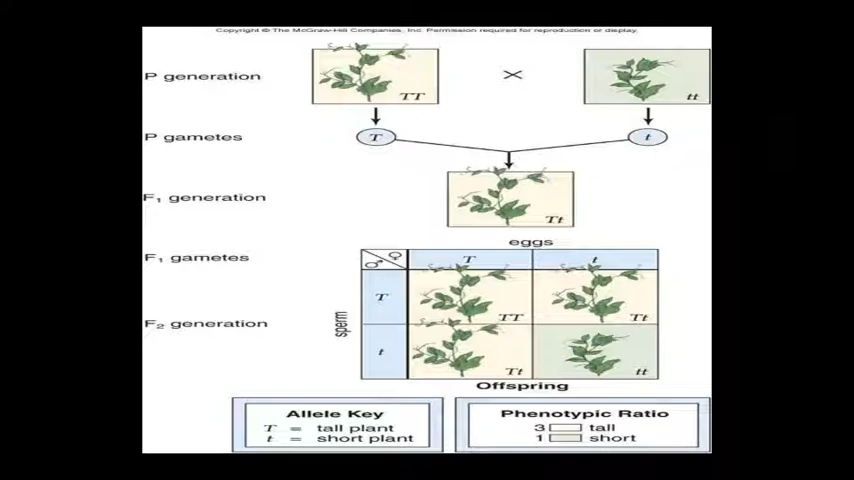 Copyright © The McGraw-Hill Companies, Inc. Permission required for reproduction or display.
P generation
TT
×
tt
P gametes
T
t
F1 generation
Tt
eggs
F1 gametes
♂ ♀
T
t
sperm
T
TT
Tt
F2 generation
t
Tt
tt
Offspring
Allele Key
T = tall plant
t = short plant
Phenotypic Ratio
3 tall
1 short